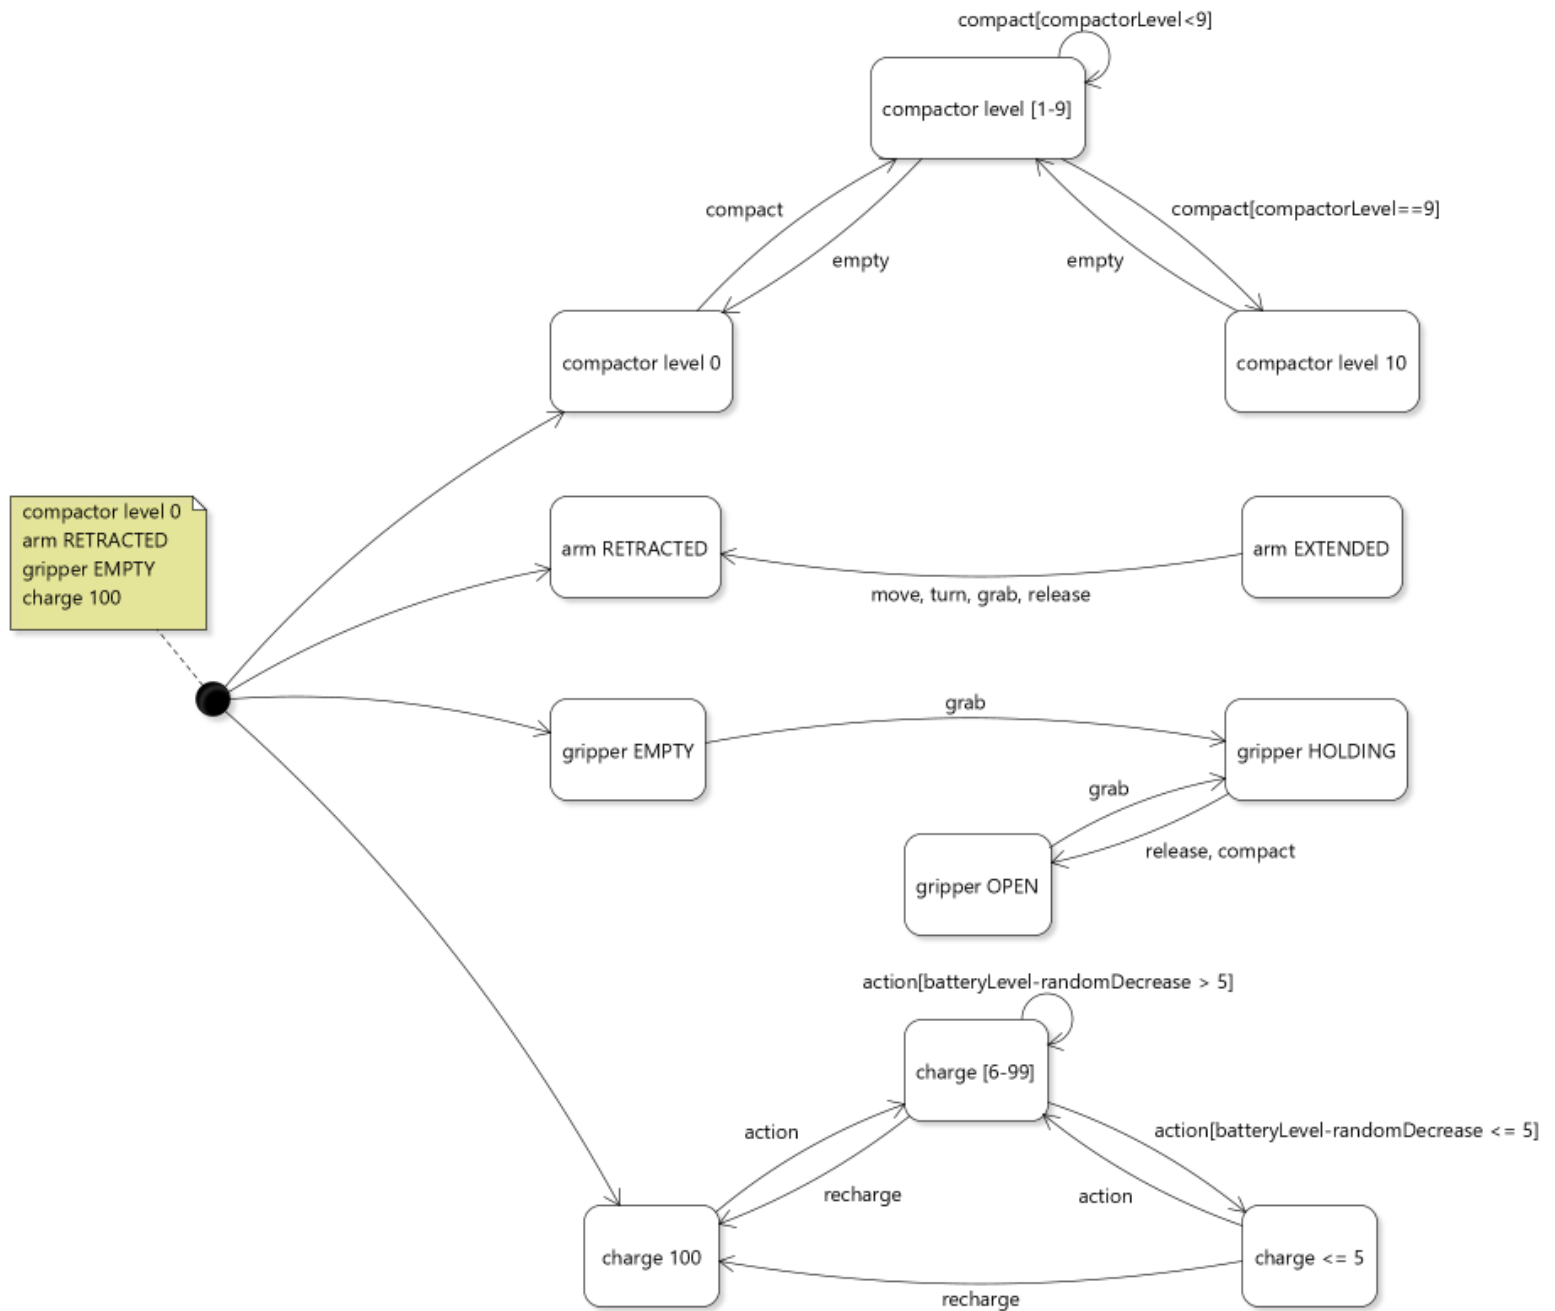 compact[compactorLevel<9]
compactor level [1-9]
compact
compact[compactorLevel==9]
empty
empty
compactor level 0
compactor level 10
compactor level 0
arm RETRACTED
gripper EMPTY
charge 100
arm RETRACTED
arm EXTENDED
move, turn, grab, release
grab
gripper EMPTY
gripper HOLDING
grab
release, compact
gripper OPEN
action[batteryLevel-randomDecrease > 5]
charge [6-99]
action
action[batteryLevel-randomDecrease <= 5]
recharge
action
charge 100
charge <= 5
recharge